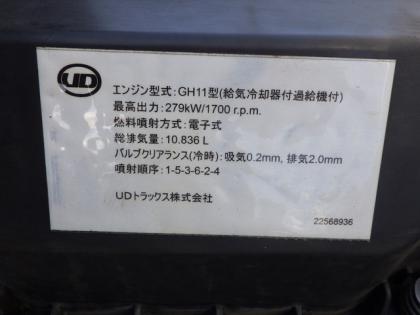 UD
エンジン型式:GH11型(給気冷却器付過給機付)
最高出力:279kW/1700 r.p.m.
燃料噴射方式:電子式
総排気量:10.836 L
バルブクリアランス(冷時):吸気0.2mm, 排気2.0mm
噴射順序:1-5-3-6-2-4
UDトラックス株式会社
22568936